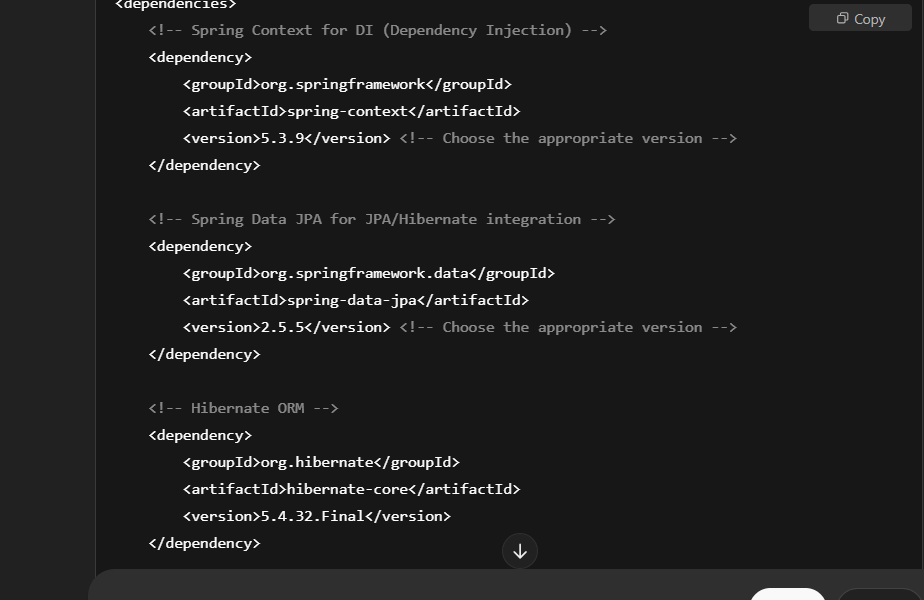 <dependencies>
Copy
<!-- Spring Context for DI (Dependency Injection) -->
<dependency>
<groupId>org.springframework</groupId>
<artifactId>spring-context</artifactId>
<version>5.3.9</version> <!-- Choose the appropriate version -->
</dependency>
<!-- Spring Data JPA for JPA/Hibernate integration -->
<dependency>
<groupId>org.springframework.data</groupId>
<artifactId>spring-data-jpa</artifactId>
<version>2.5.5</version> <!-- Choose the appropriate version -->
</dependency>
<!-- Hibernate ORM -->
<dependency>
<groupId>org.hibernate</groupId>
<artifactId>hibernate-core</artifactId>
<version>5.4.32.Final</version>
</dependency>